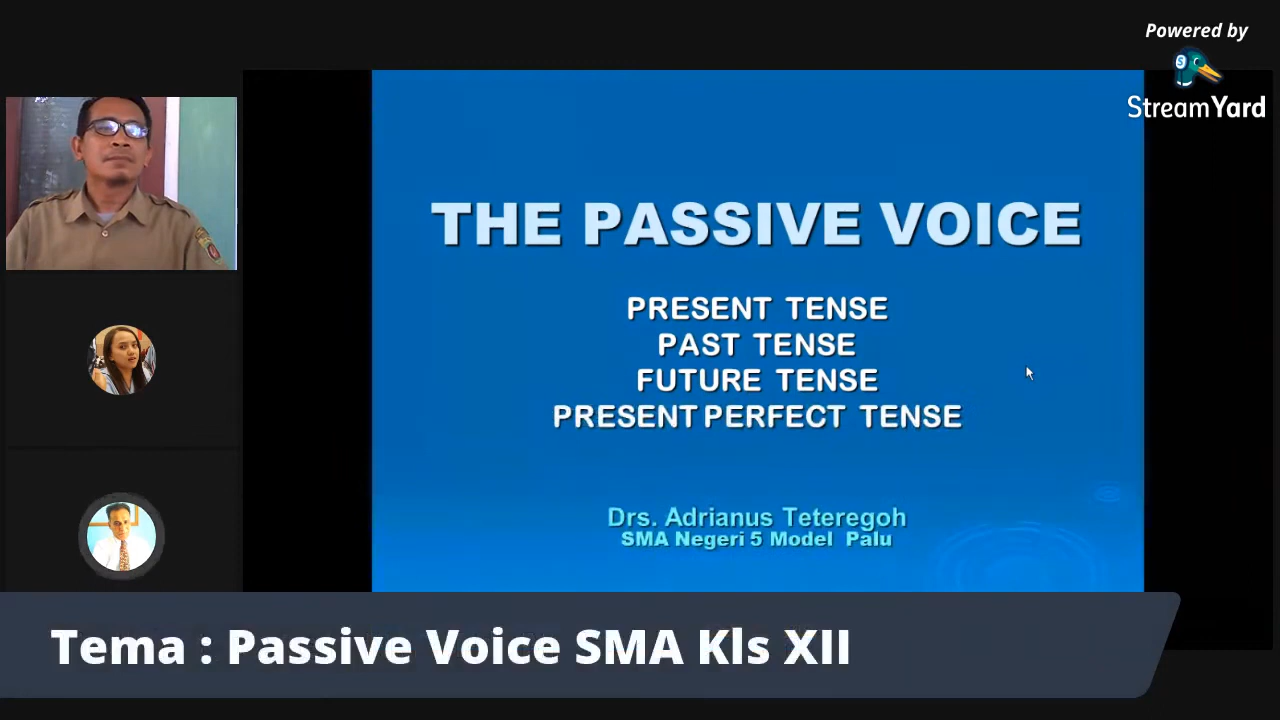 Powered by
StreamYard
THE PASSIVE VOICE
PRESENT TENSE
PAST TENSE
FUTURE TENSE
PRESENT PERFECT TENSE
Drs. Adrianus Teteregoh
SMA Negeri 5 Model Palu
Tema : Passive Voice SMA Kls XII